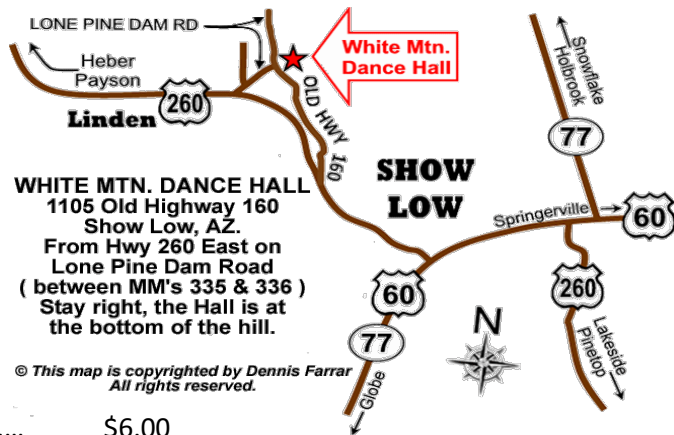 LONE PINE DAM RD
White Mtn.
Dance Hall
Heber
Payson
Linden
260
OLD HWY 160
Snowflake
Holbrook
77
SHOW
LOW
Springerville
60
WHITE MTN. DANCE HALL
1105 Old Highway 160
Show Low, AZ.
From Hwy 260 East on
Lone Pine Dam Road
( between MM's 335 & 336 )
Stay right, the Hall is at
the bottom of the hill.
60
260
77
N
Globe
Lakeside
Pinetop
© This map is copyrighted by Dennis Farrar
All rights reserved.
.... $6.00